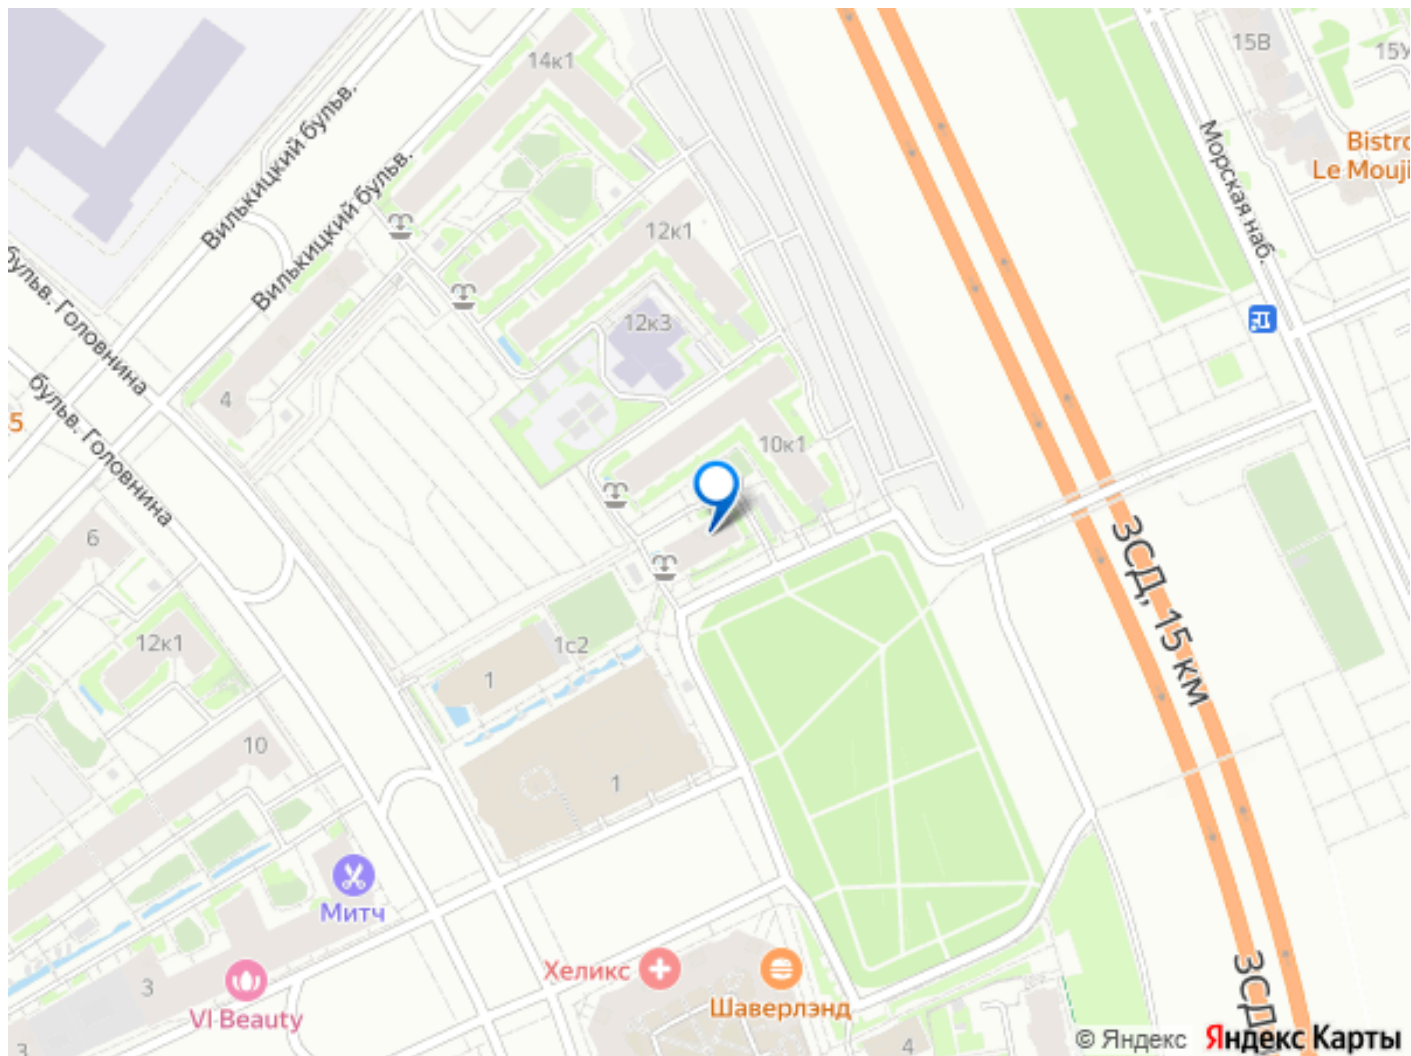 14к1
15В
15У
Bistro
Le Mouji
Вилькицкий бульв.
Вилькицкий бульв.
Морская наб.
12к1
12к3
бульв. Головнина
бульв. Головнина
4
5
10к1
6
ЗСД, 15 км
12к1
1с2
1
10
1
Митч
3
Хеликс
Шаверлэнд
VI Beauty
ЗСД
3
4
© Яндекс Яндекс Карты